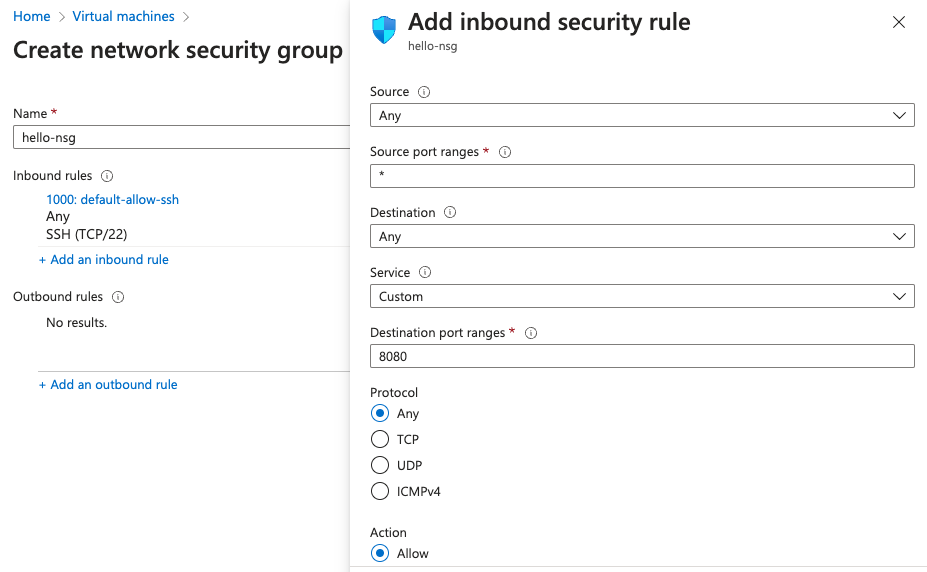 Home > Virtual machines >
Create network security group
Name *
hello-nsg
Inbound rules
1000: default-allow-ssh
Any
SSH (TCP/22)
+ Add an inbound rule
Outbound rules
No results.
+ Add an outbound rule
Add inbound security rule
hello-nsg
Source
Any
Source port ranges *
*
Destination
Any
Service
Custom
Destination port ranges *
8080
Protocol
Any
TCP
UDP
ICMPv4
Action
Allow